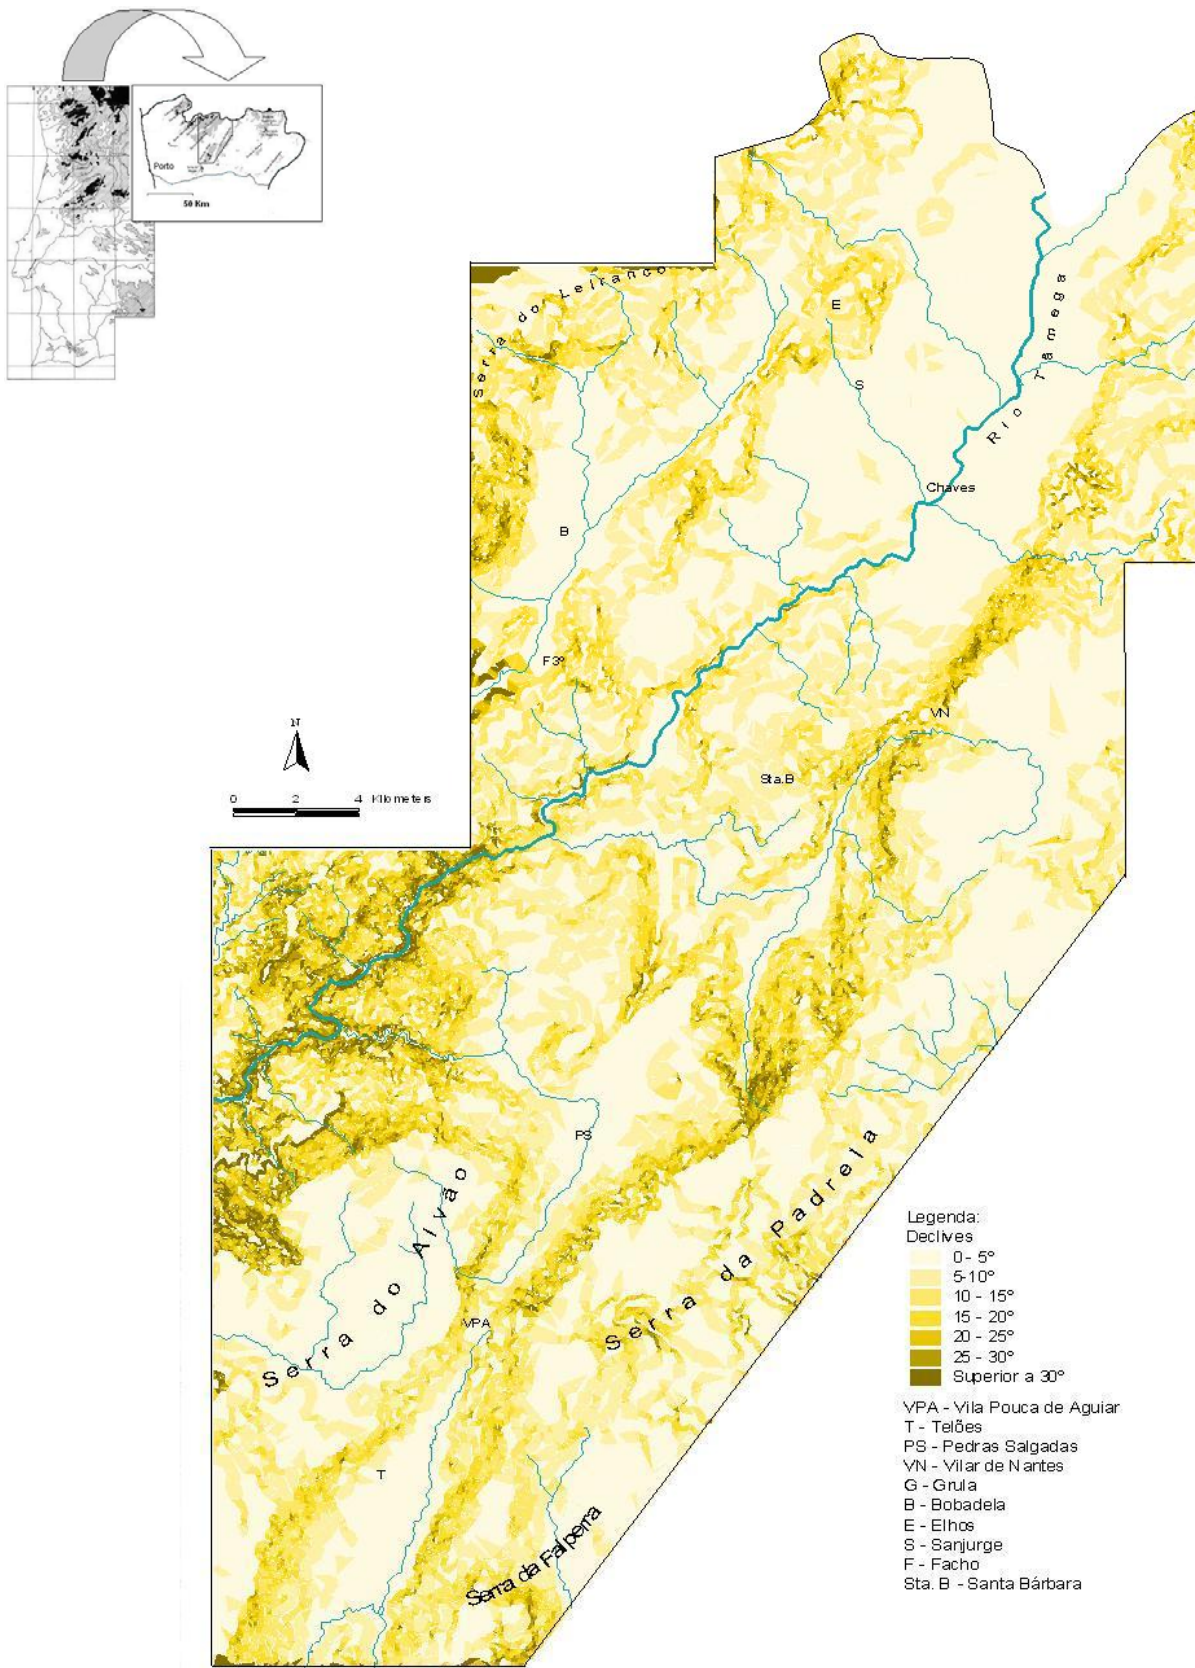 Porto
50 Km
Serra do Leiranco
E
Rio Tamega
S
Chaves
B
F3º
VN
N
Sta.B
0 2 4 Kilometers
PS
Serra do Alvão
Serra da Padrela
VPA
T
Serra da Falperra
Legenda:
Declives
0 - 5º
5-10º
10 - 15º
15 - 20º
20 - 25º
25 - 30º
Superior a 30º
VPA - Vila Pouca de Aguiar
T - Telões
PS - Pedras Salgadas
VN - Vilar de Nantes
G - Grula
B - Bobadela
E - Elhos
S - Sanjurge
F - Facho
Sta. B - Santa Bárbara